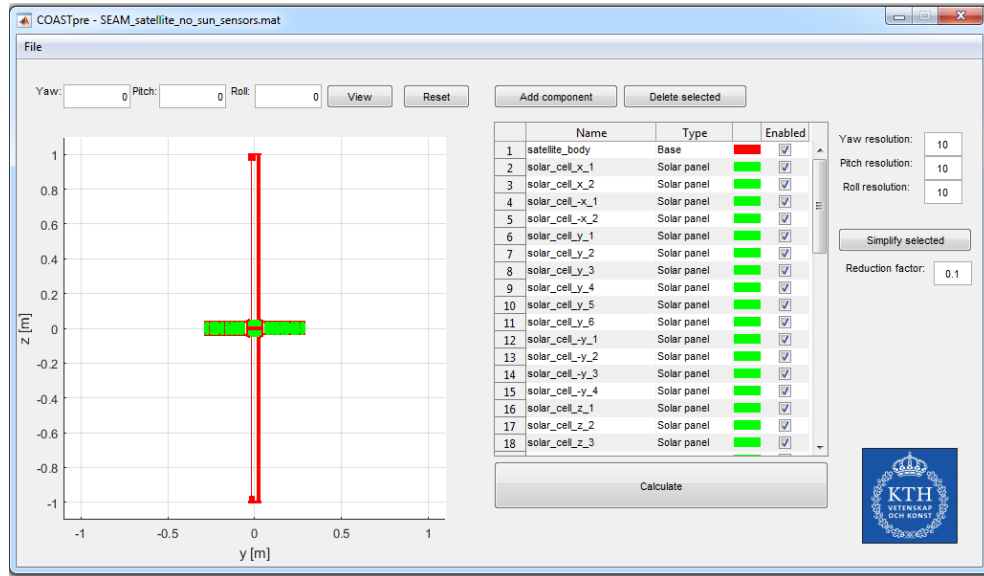 COASTpre - SEAM_satellite_no_sun_sensors.mat
File
Yaw: 0 Pitch: 0 Roll: 0 View Reset
Add component Delete selected
Name Type Enabled
1 satellite_body Base
2 solar_cell_x_1 Solar panel
3 solar_cell_x_2 Solar panel
4 solar_cell_-x_1 Solar panel
5 solar_cell_-x_2 Solar panel
6 solar_cell_y_1 Solar panel
7 solar_cell_y_2 Solar panel
8 solar_cell_y_3 Solar panel
9 solar_cell_y_4 Solar panel
10 solar_cell_y_5 Solar panel
11 solar_cell_y_6 Solar panel
12 solar_cell_-y_1 Solar panel
13 solar_cell_-y_2 Solar panel
14 solar_cell_-y_3 Solar panel
15 solar_cell_-y_4 Solar panel
16 solar_cell_z_1 Solar panel
17 solar_cell_z_2 Solar panel
18 solar_cell_z_3 Solar panel
Calculate
Yaw resolution: 10
Pitch resolution: 10
Roll resolution: 10
Simplify selected
Reduction factor: 0.1
1
0.8
0.6
0.4
0.2
0
-0.2
-0.4
-0.6
-0.8
-1
z [m]
-1 -0.5 0 0.5 1
y [m]
KTH
VETENSKAP
OCH KONST